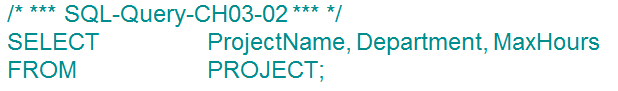 /* *** SQL-Query-CH03-02 *** */
SELECT ProjectName, Department, MaxHours
FROM PROJECT;